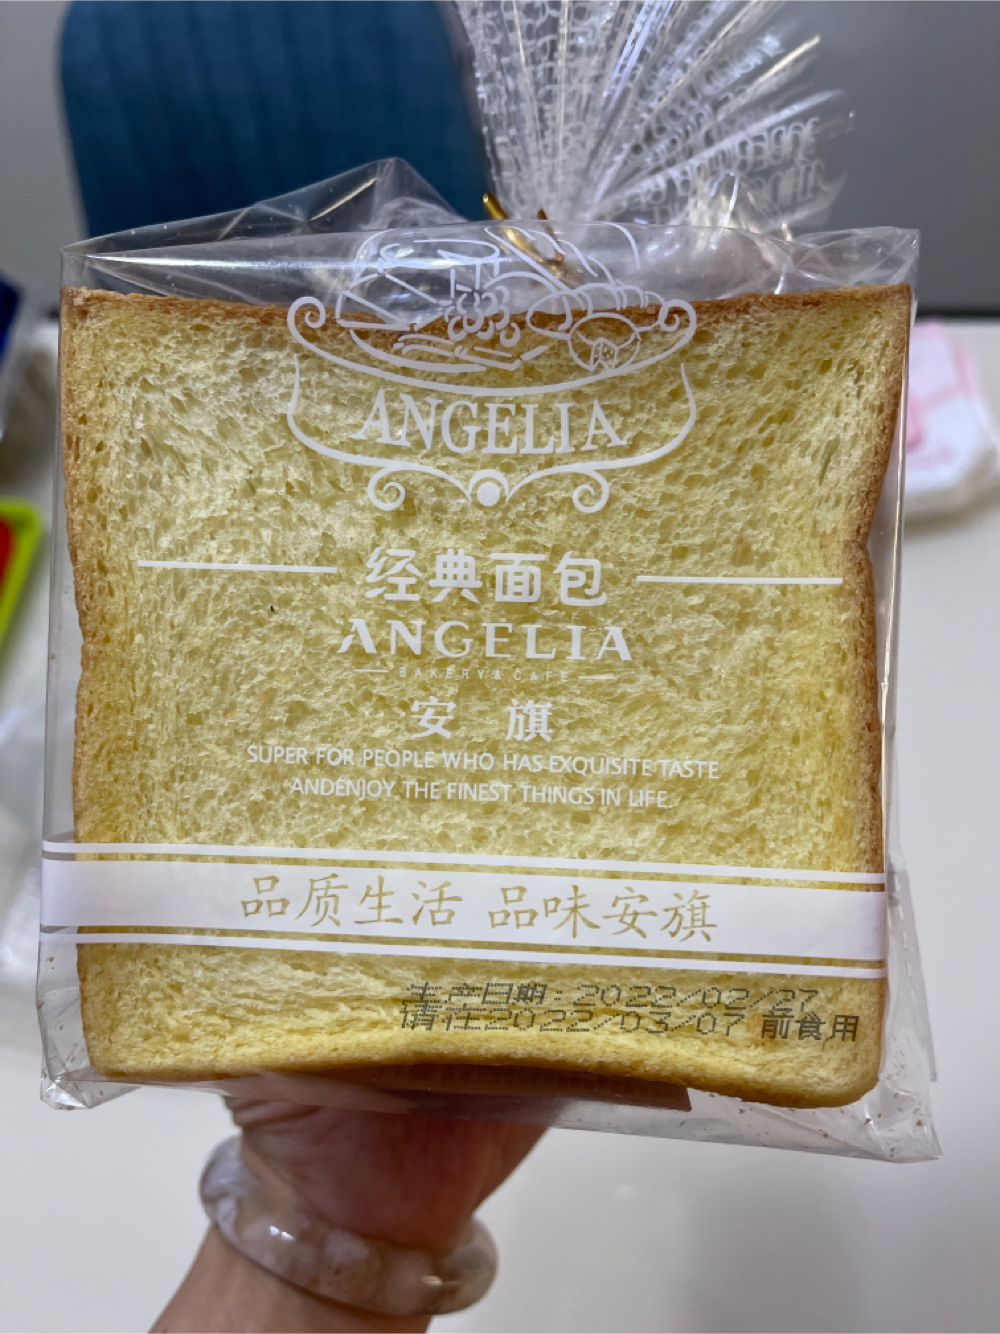 ANGELIA
经典面包
ANGELIA
BAKERY & CAFE
安旗
SUPER FOR PEOPLE WHO HAS EXQUISITE TASTE
ANDENJOY THE FINEST THINGS IN LIFE.
品质生活 品味安旗
生产日期:2022/02/27
请在2022/03/07 前食用